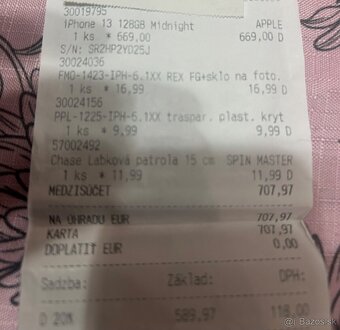 30019795
iPhone 13 128GB Midnight APPLE
1 ks * 669,00 669,00 D
S/N: SR2HP2YD25J
30024036
FMO-1423-IPH-6.1XX REX FG+sklo na foto.
1 ks * 16,99 16,99 D
30024156
PPL-1225-IPH-6.1XX traspar. plast. kryt
1 ks * 9,99 9,99 D
57002492
Chase Labková patrola 15 cm SPIN MASTER
1 ks * 11,99 11,99 D
MEDZISÚČET 707,97
NA ÚHRADU EUR 707,97
KARTA 707,97
DOPLATIŤ EUR 0,00
Sadzba: Základ: DPH:
D 20% 589,97 118,00
Bazos.sk